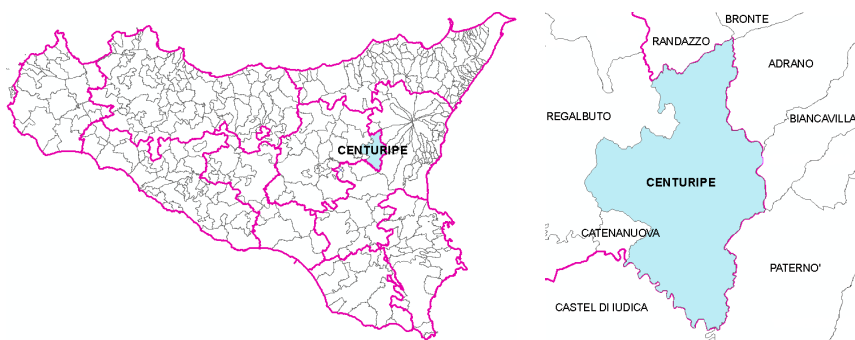 CENTURIPE
BRONTE
RANDAZZO
ADRANO
REGALBUTO
BIANCAVILLA
CENTURIPE
CATENANUOVA
PATERNO'
CASTEL DI IUDICA